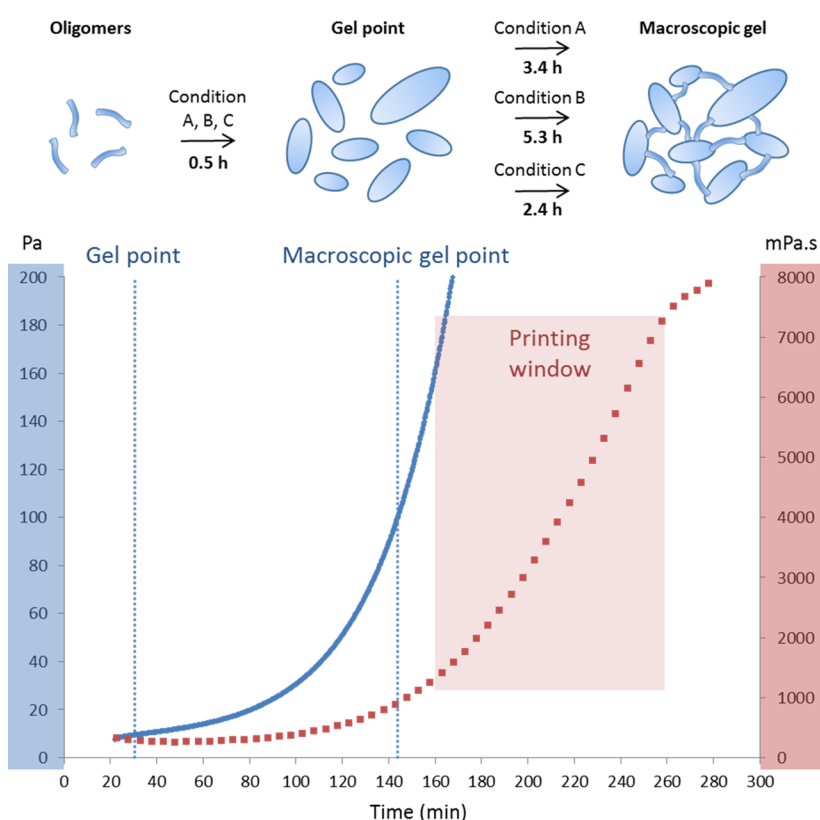 Oligomers
Gel point
Condition A
Macroscopic gel
3.4 h
Condition
A, B, C
Condition B
0.5 h
5.3 h
Condition C
2.4 h
Pa
mPa.s
Gel point
Macroscopic gel point
200
8000
180
Printing
window
7000
160
6000
140
120
5000
100
4000
80
3000
60
2000
40
1000
20
0
0
0 20 40 60 80 100 120 140 160 180 200 220 240 260 280 300
Time (min)